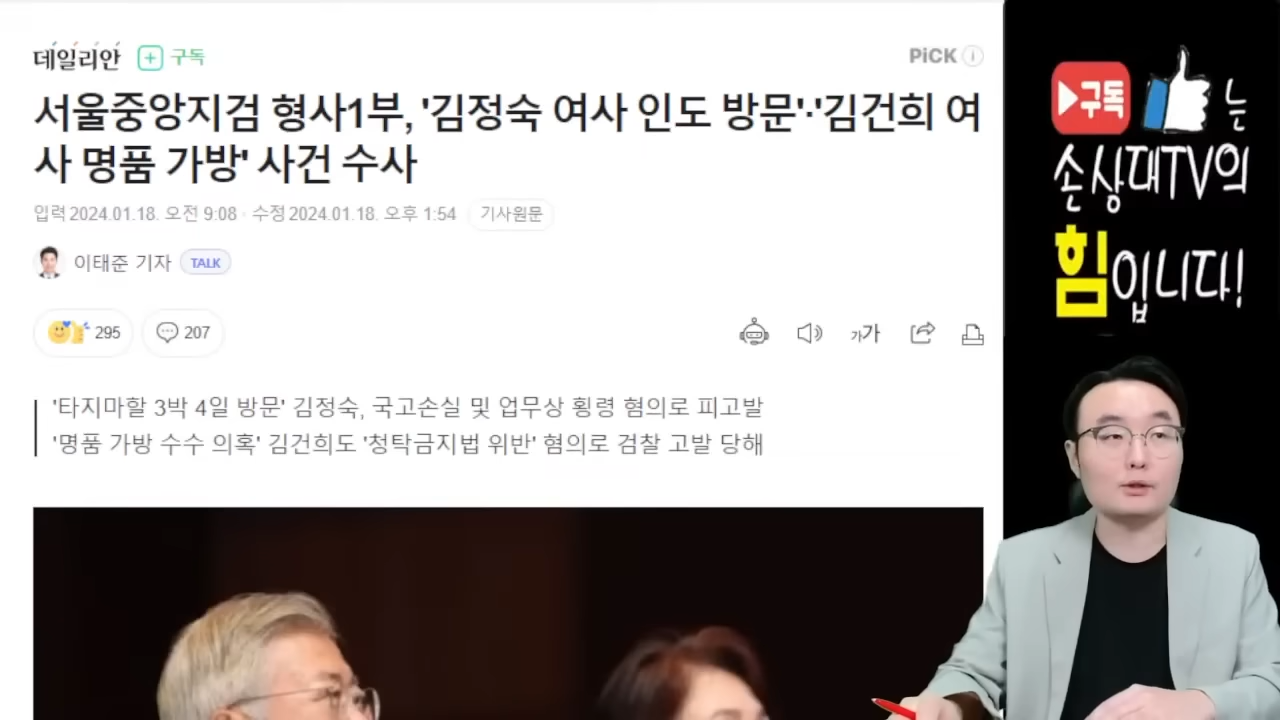 데일리안 + 구독
PiCK i
서울중앙지검 형사1부, '김정숙 여사 인도 방문'·'김건희 여
사 명품 가방' 사건 수사
입력 2024.01.18. 오전 9:08 · 수정 2024.01.18. 오후 1:54 기사원문
이태준 기자 TALK
295 207
가가
'타지마할 3박 4일 방문' 김정숙, 국고손실 및 업무상 횡령 혐의로 피고발
'명품 가방 수수 의혹' 김건희도 '청탁금지법 위반' 혐의로 검찰 고발 당해
구독 는
손상대TV의
힘입니다!